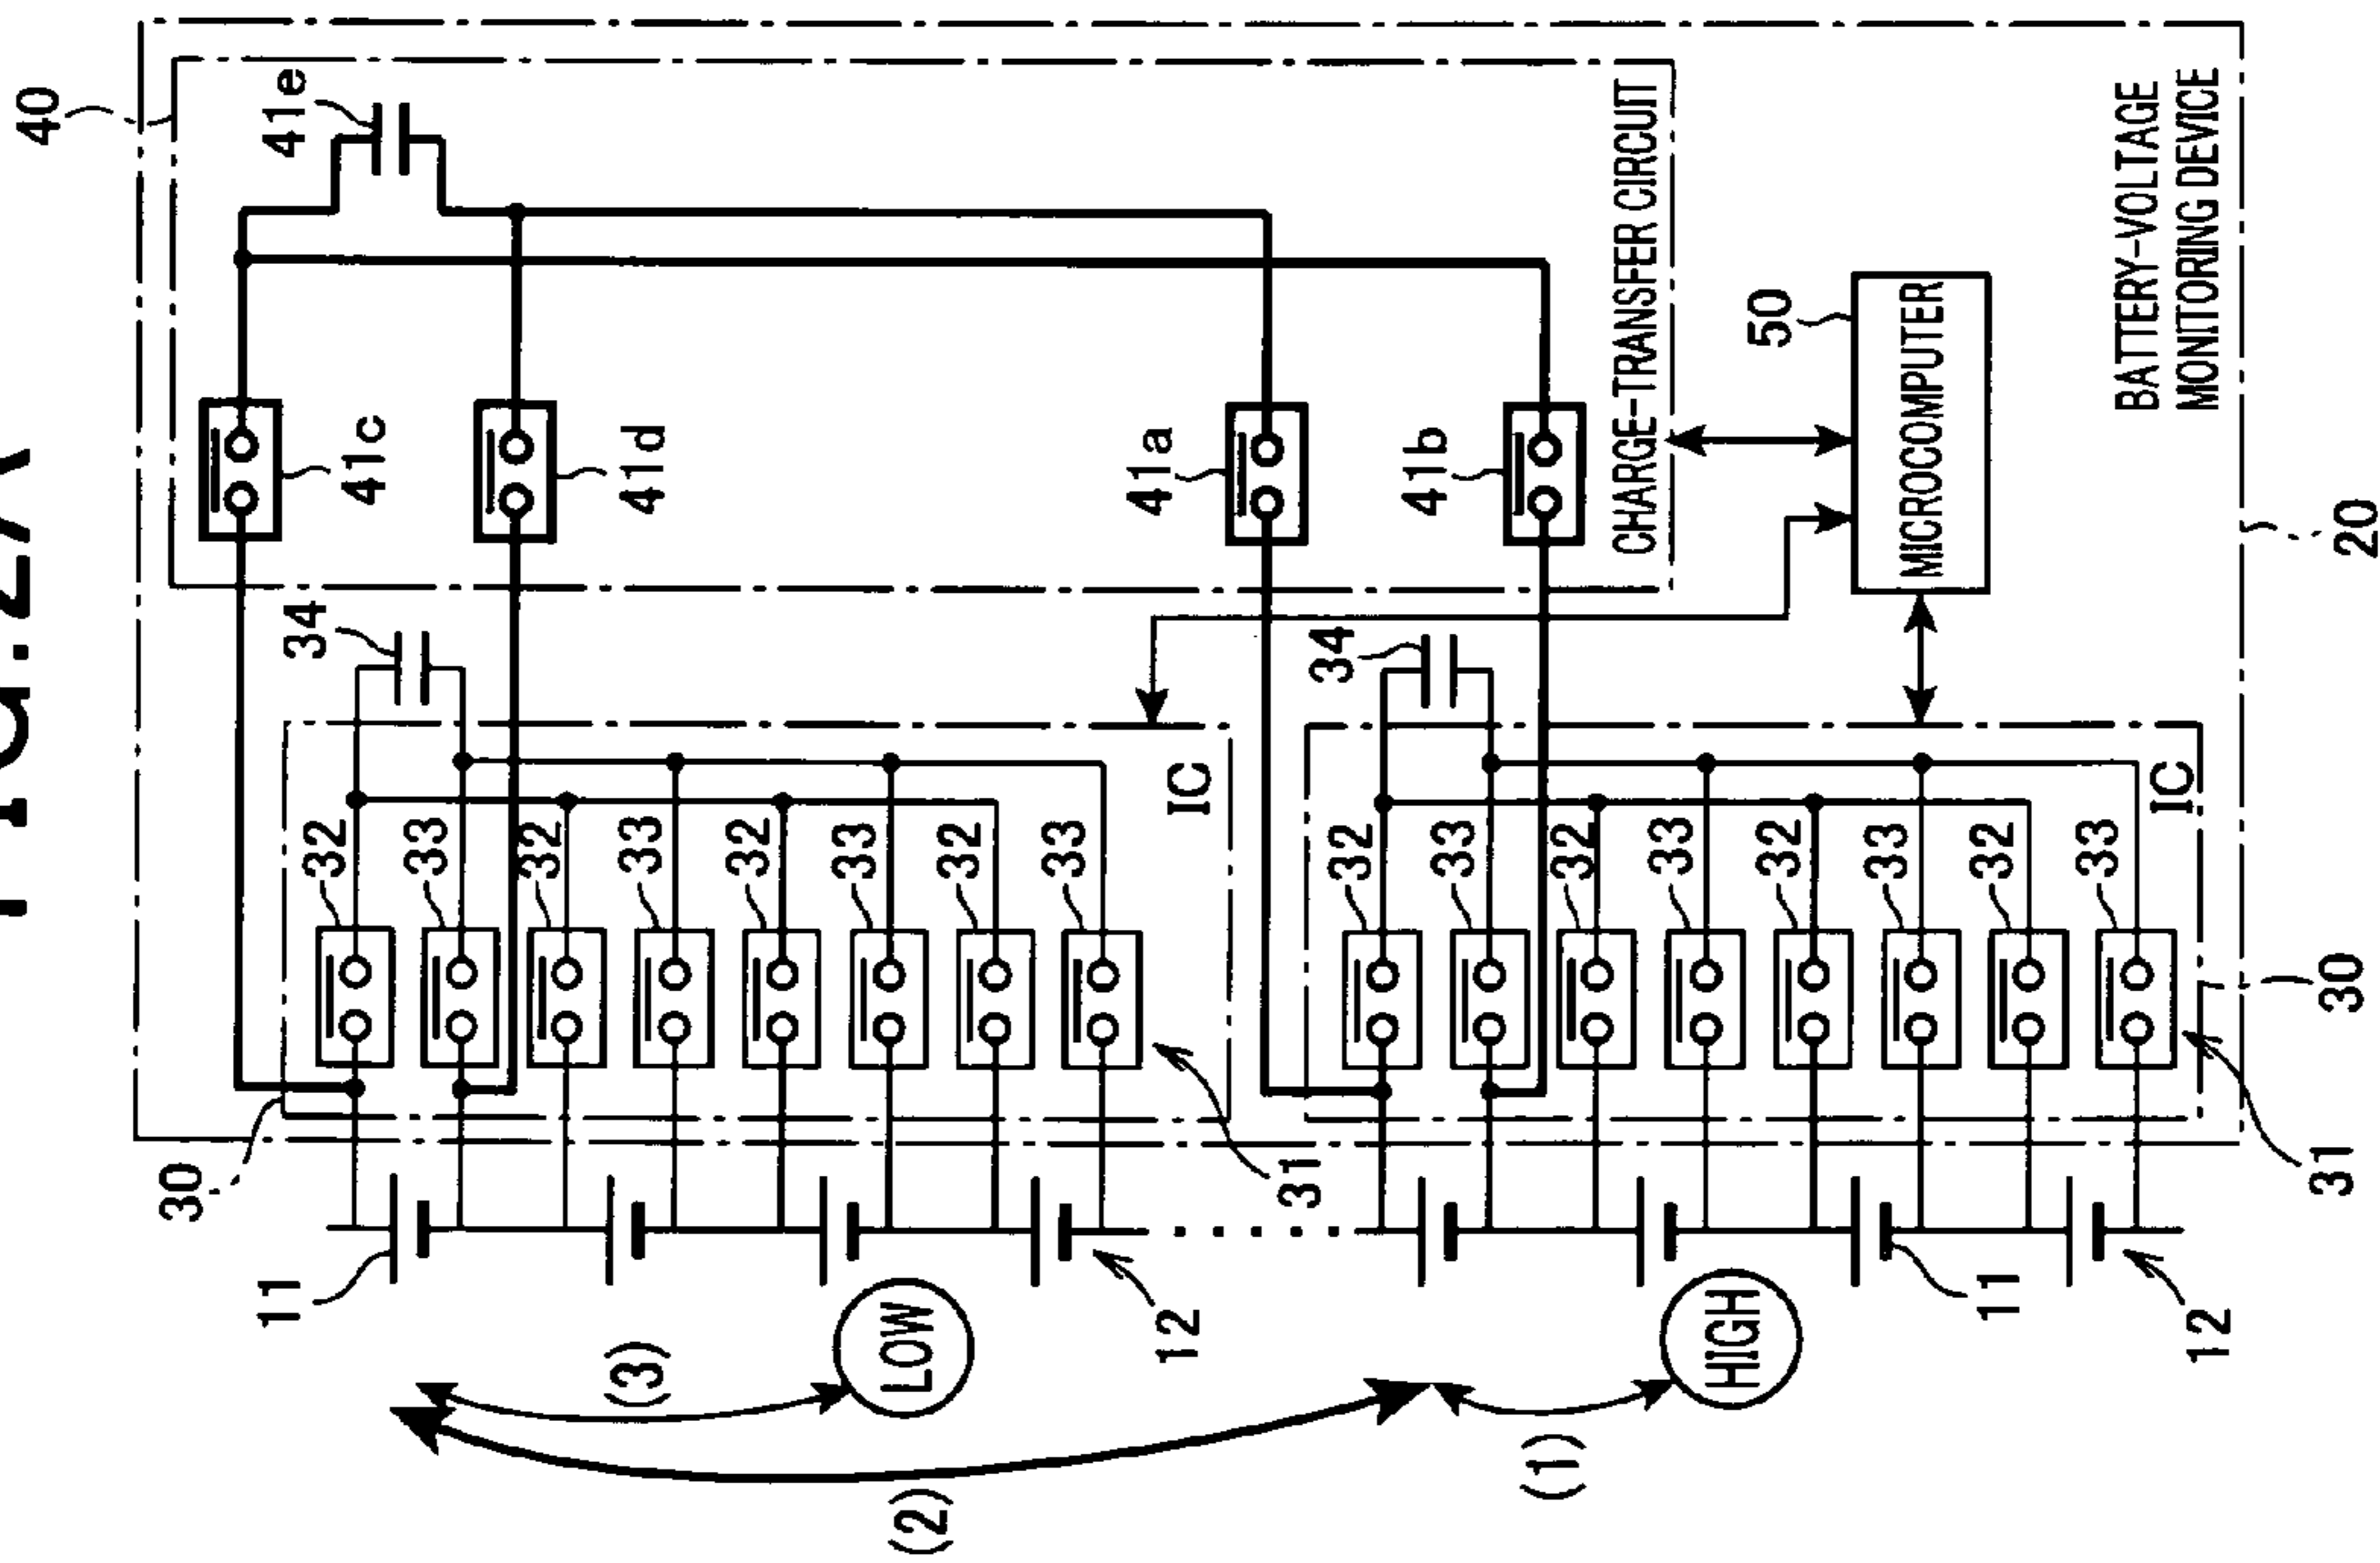 FIG.2A
40
30
11
34
41e
32
41c
33
32
(3)
33
41d
32
33
LOW
(2)
32
33
41a
12
IC
31
34
32
41b
33
(1)
32
CHARGE-TRANSFER CIRCUIT
33
HIGH
50
32
33
MICROCOMPUTER
11
32
33
BATTERY-VOLTAGE
MONITORING DEVICE
IC
12
31
30
20